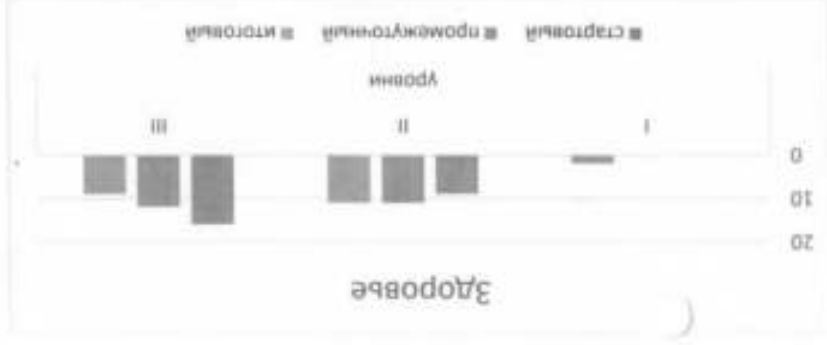 Здоровье
20
10
0
I II III
уровни
стартовый промежуточный итоговый